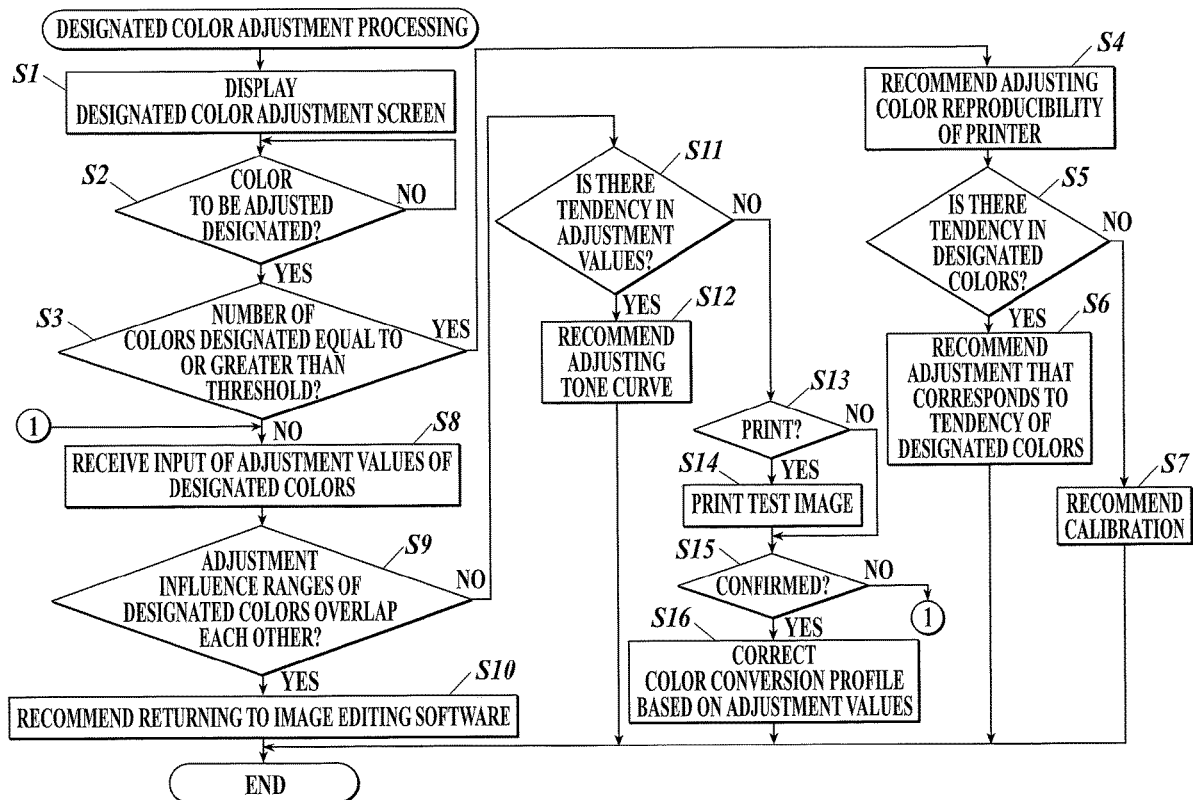 DESIGNATED COLOR ADJUSTMENT PROCESSING
S1
DISPLAY
DESIGNATED COLOR ADJUSTMENT SCREEN
S2
COLOR
TO BE ADJUSTED
DESIGNATED?
NO
YES
S3
NUMBER OF
COLORS DESIGNATED EQUAL TO
OR GREATER THAN
THRESHOLD?
YES
NO
1
S8
RECEIVE INPUT OF ADJUSTMENT VALUES OF
DESIGNATED COLORS
S9
ADJUSTMENT
INFLUENCE RANGES OF
DESIGNATED COLORS OVERLAP
EACH OTHER?
NO
YES
S10
RECOMMEND RETURNING TO IMAGE EDITING SOFTWARE
END
S11
IS THERE
TENDENCY IN
ADJUSTMENT
VALUES?
NO
YES
S12
RECOMMEND
ADJUSTING
TONE CURVE
S13
PRINT?
NO
YES
S14
PRINT TEST IMAGE
S15
CONFIRMED?
NO
1
YES
S16
CORRECT
COLOR CONVERSION PROFILE
BASED ON ADJUSTMENT VALUES
S4
RECOMMEND ADJUSTING
COLOR REPRODUCIBILITY
OF PRINTER
S5
IS THERE
TENDENCY IN
DESIGNATED
COLORS?
NO
YES
S6
RECOMMEND
ADJUSTMENT THAT
CORRESPONDS TO
TENDENCY OF
DESIGNATED COLORS
S7
RECOMMEND
CALIBRATION